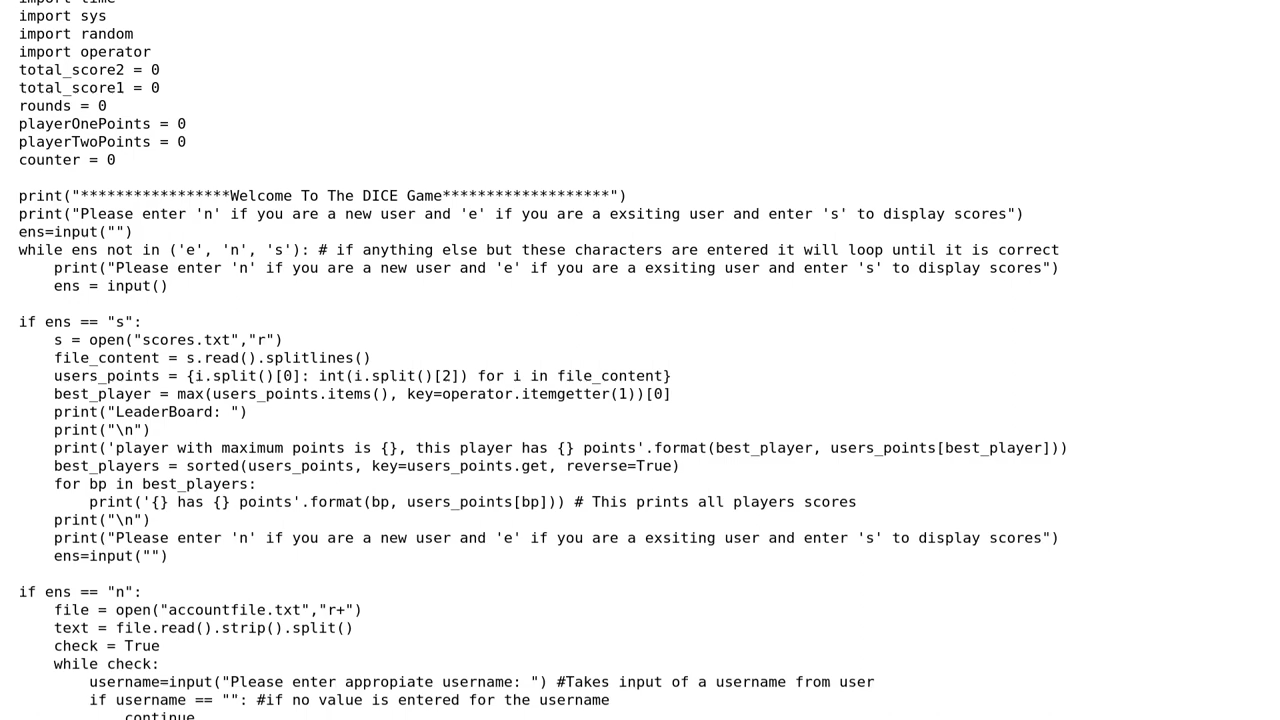 import time
import sys
import random
import operator
total_score2 = 0
total_score1 = 0
rounds = 0
playerOnePoints = 0
playerTwoPoints = 0
counter = 0
print("*****************Welcome To The DICE Game*******************")
print("Please enter 'n' if you are a new user and 'e' if you are a exsiting user and enter 's' to display scores")
ens=input("")
while ens not in ('e', 'n', 's'): # if anything else but these characters are entered it will loop until it is correct
    print("Please enter 'n' if you are a new user and 'e' if you are a exsiting user and enter 's' to display scores")
    ens = input()
if ens == "s":
    s = open("scores.txt","r")
    file_content = s.read().splitlines()
    users_points = {i.split()[0]: int(i.split()[2]) for i in file_content}
    best_player = max(users_points.items(), key=operator.itemgetter(1))[0]
    print("LeaderBoard: ")
    print("\n")
    print('player with maximum points is {}, this player has {} points'.format(best_player, users_points[best_player]))
    best_players = sorted(users_points, key=users_points.get, reverse=True)
    for bp in best_players:
        print('{} has {} points'.format(bp, users_points[bp])) # This prints all players scores
    print("\n")
    print("Please enter 'n' if you are a new user and 'e' if you are a exsiting user and enter 's' to display scores")
    ens=input("")
if ens == "n":
    file = open("accountfile.txt","r+")
    text = file.read().strip().split()
    check = True
    while check:
        username=input("Please enter appropiate username: ") #Takes input of a username from user
        if username == "": #if no value is entered for the username
            continue